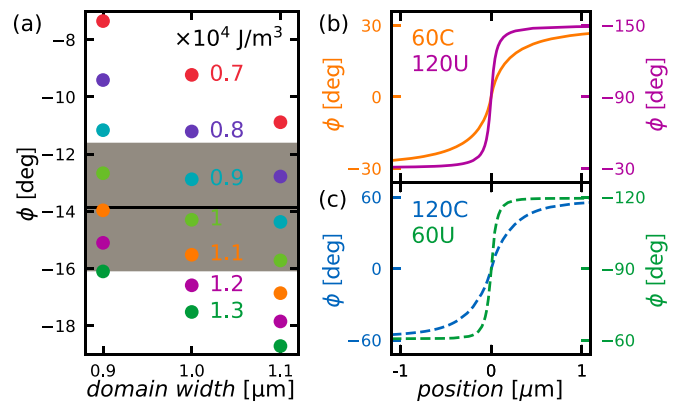 (a)
×10⁴ J/m³
0.7
0.8
0.9
1
1.1
1.2
1.3
−8
−10
−12
−14
−16
−18
ϕ [deg]
0.9
1.0
1.1
domain width [μm]
(b)
60C
120U
30
0
−30
ϕ [deg]
−150
−90
−30
ϕ [deg]
(c)
120C
60U
60
0
−60
ϕ [deg]
−120
−90
−60
ϕ [deg]
-1
0
1
position [μm]